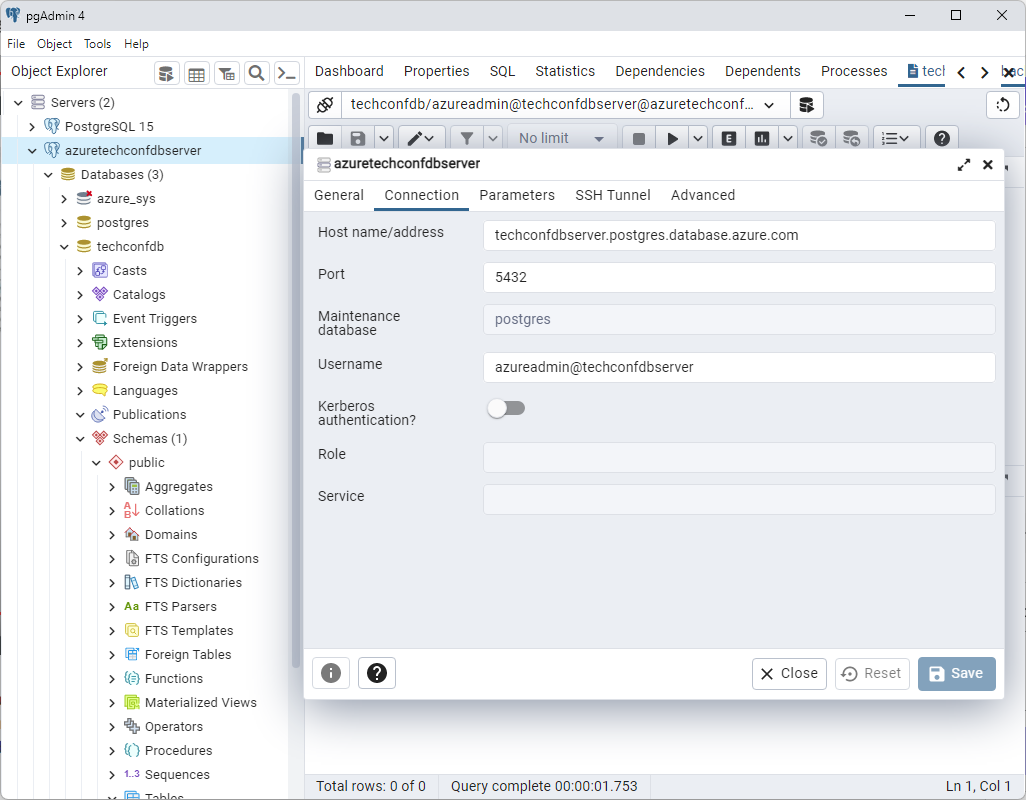 pgAdmin 4
File Object Tools Help
Object Explorer
Dashboard Properties SQL Statistics Dependencies Dependents Processes
techconfdb/azureadmin@techconfdbserver@azuretechconf...
No limit
E
Servers (2)
PostgreSQL 15
azuretechconfdbserver
Databases (3)
azure_sys
postgres
techconfdb
Casts
Catalogs
Event Triggers
Extensions
Foreign Data Wrappers
Languages
Publications
Schemas (1)
public
Aggregates
Collations
Domains
FTS Configurations
FTS Dictionaries
Aa FTS Parsers
FTS Templates
Foreign Tables
Functions
Materialized Views
Operators
Procedures
1..3 Sequences
Tables
azuretechconfdbserver
General Connection Parameters SSH Tunnel Advanced
Host name/address techconfdbserver.postgres.database.azure.com
Port 5432
Maintenance
database postgres
Username azureadmin@techconfdbserver
Kerberos
authentication?
Role
Service
Close Reset Save
Total rows: 0 of 0 Query complete 00:00:01.753 Ln 1, Col 1